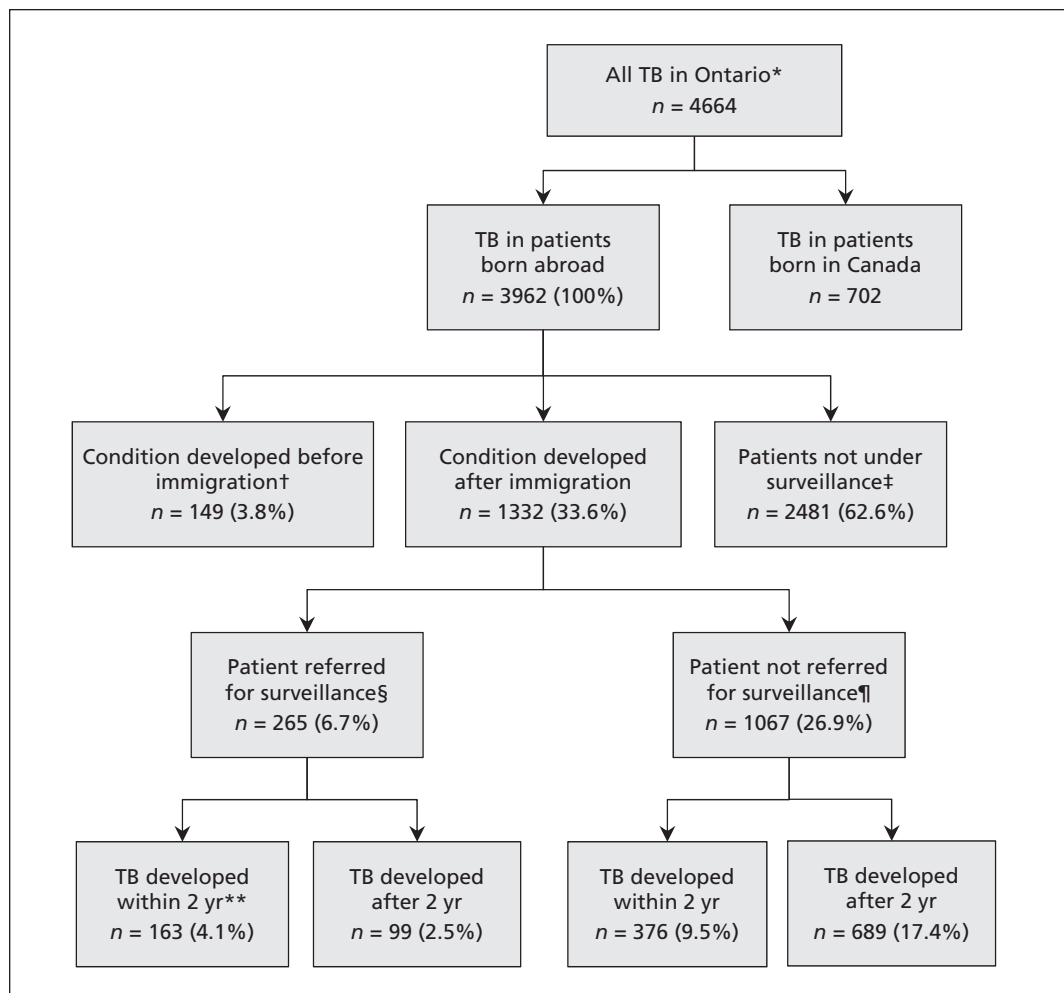 All TB in Ontario*
n = 4664
TB in patients
born abroad
n = 3962 (100%)
TB in patients
born in Canada
n = 702
Condition developed before
immigration†
n = 149 (3.8%)
Condition developed
after immigration
n = 1332 (33.6%)
Patients not under
surveillance‡
n = 2481 (62.6%)
Patient referred
for surveillance§
n = 265 (6.7%)
Patient not referred
for surveillance¶
n = 1067 (26.9%)
TB developed
within 2 yr**
n = 163 (4.1%)
TB developed
after 2 yr
n = 99 (2.5%)
TB developed
within 2 yr
n = 376 (9.5%)
TB developed
after 2 yr
n = 689 (17.4%)